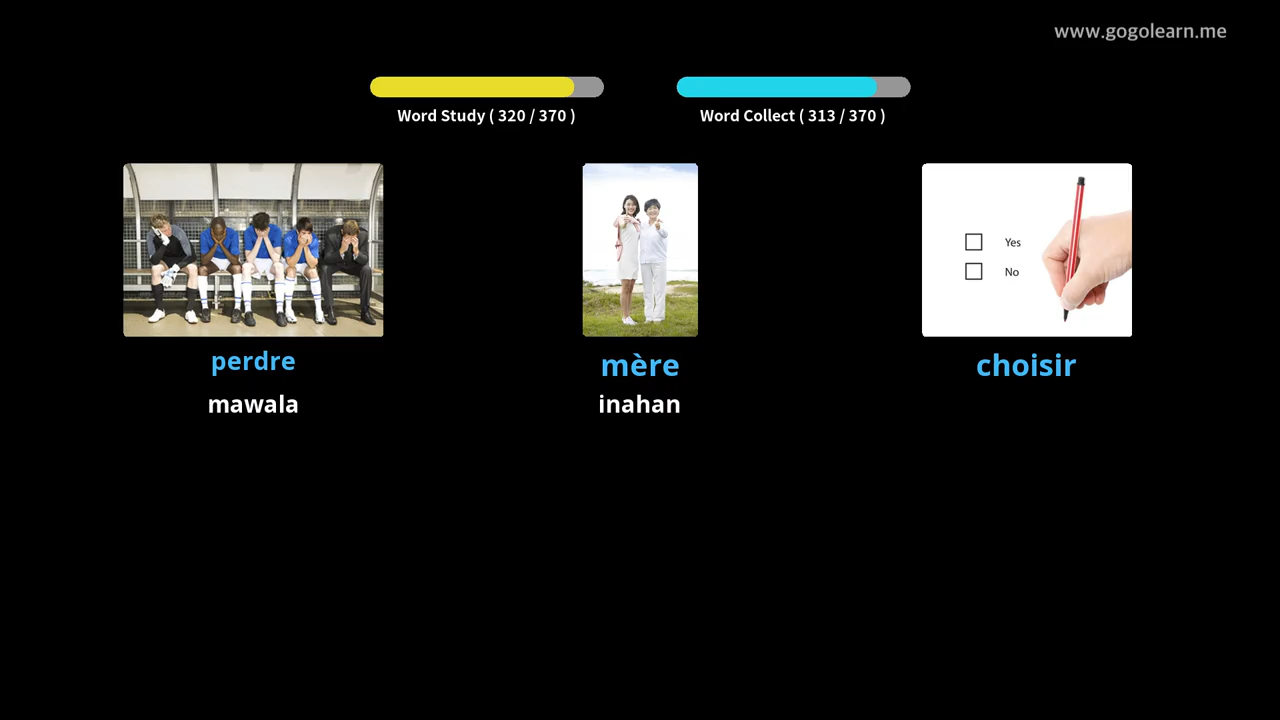 www.gogolearn.me
Word Study ( 320 / 370 )
Word Collect ( 313 / 370 )
Yes
No
perdre
mère
choisir
mawala
inahan